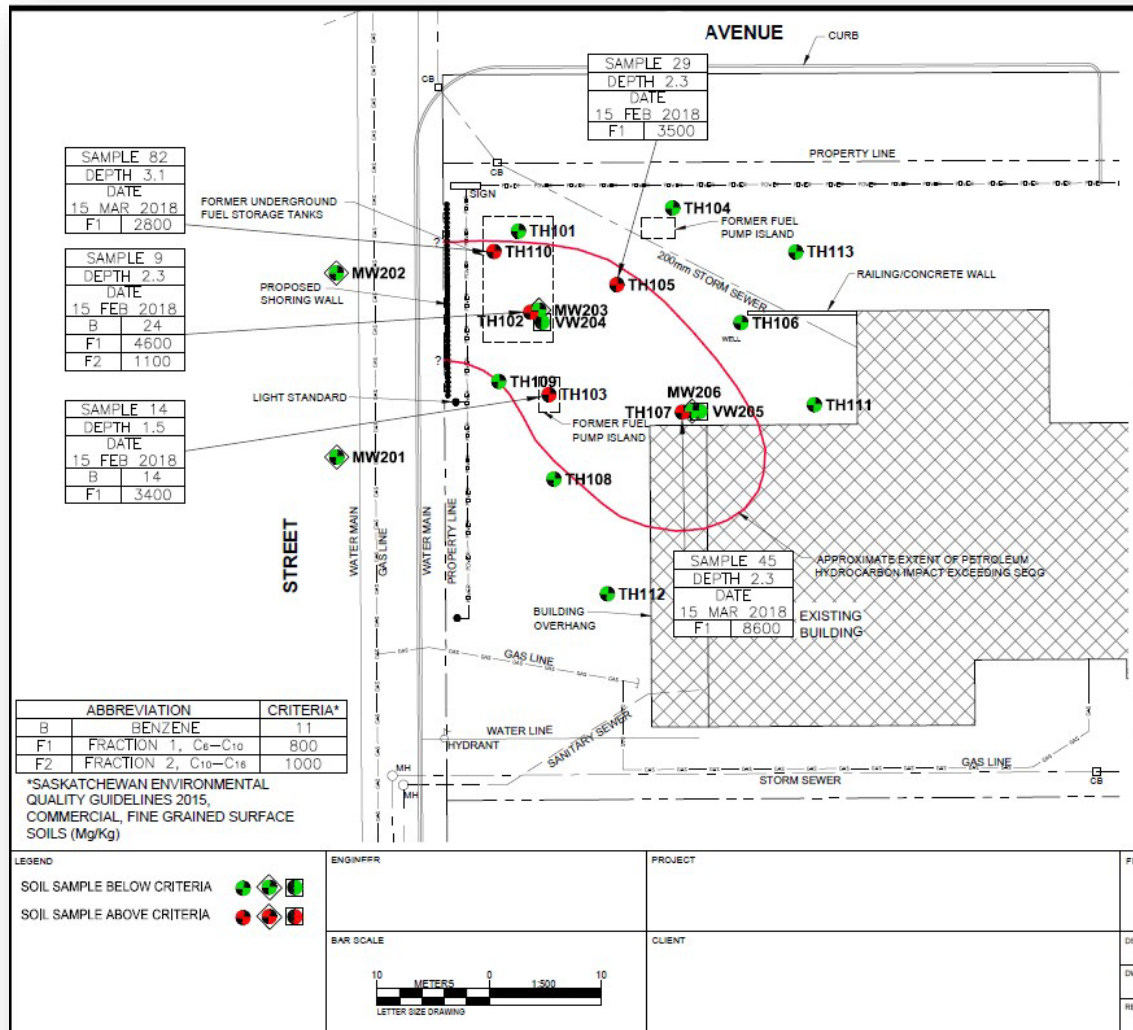 AVENUE
CURB
CB
SAMPLE 29
DEPTH 2.3
DATE
15 FEB 2018
F1 3500
PROPERTY LINE
CB
SIGN
SAMPLE 82
DEPTH 3.1
DATE
15 MAR 2018
F1 2800
FORMER UNDERGROUND
FUEL STORAGE TANKS
TH101
TH104
FORMER FUEL
PUMP ISLAND
?
TH110
TH113
200mm STORM SEWER
RAILING/CONCRETE WALL
SAMPLE 9
DEPTH 2.3
DATE
15 FEB 2018
B 24
F1 4600
F2 1100
MW202
PROPOSED
SHORING WALL
TH105
MW203
TH102
VW204
TH106
WELL
?
TH109
TH103
LIGHT STANDARD
MW206
TH107
VW205
TH111
FORMER FUEL
PUMP ISLAND
SAMPLE 14
DEPTH 1.5
DATE
15 FEB 2018
B 14
F1 3400
MW201
TH108
STREET
WATER MAIN
GAS LINE
WATER MAIN
PROPERTY LINE
SAMPLE 45
DEPTH 2.3
DATE
15 MAR 2018
F1 8600
APPROXIMATE EXTENT OF PETROLEUM
HYDROCARBON IMPACT EXCEEDING SEQG
TH112
BUILDING
OVERHANG
EXISTING
BUILDING
GAS LINE
WATER LINE
HYDRANT
SANITARY SEWER
GAS LINE
STORM SEWER
CB
MH
MH
ABBREVIATION CRITERIA*
B BENZENE 11
F1 FRACTION 1, C6–C10 800
F2 FRACTION 2, C10–C16 1000
*SASKATCHEWAN ENVIRONMENTAL
QUALITY GUIDELINES 2015,
COMMERCIAL, FINE GRAINED SURFACE
SOILS (Mg/Kg)
LEGEND
SOIL SAMPLE BELOW CRITERIA
SOIL SAMPLE ABOVE CRITERIA
ENGINEER
PROJECT
BAR SCALE
10 METERS 0 1:500 10
LETTER SIZE DRAWING
CLIENT